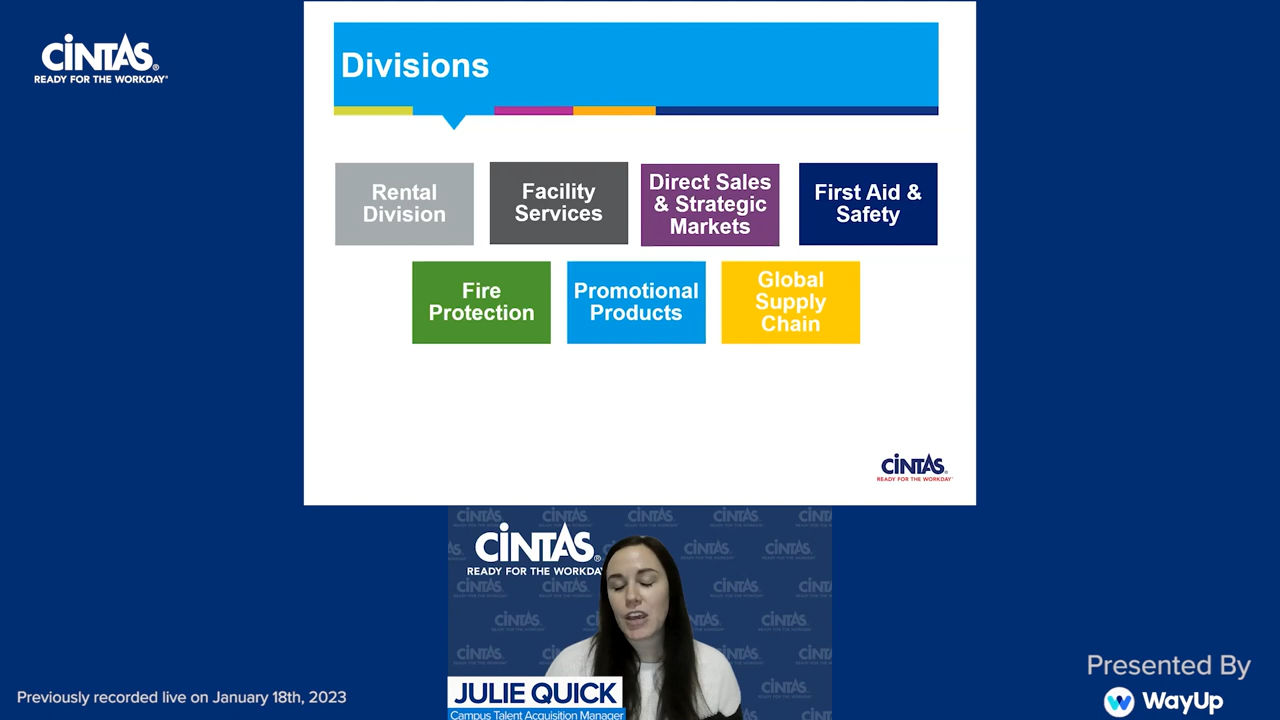 CiNTAS®
READY FOR THE WORKDAY®
Divisions
Rental
Division
Facility
Services
Direct Sales
& Strategic
Markets
First Aid &
Safety
Fire
Protection
Promotional
Products
Global
Supply
Chain
CiNTAS®
READY FOR THE WORKDAY®
CiNTAS®
READY FOR THE WORKDA
JULIE QUICK
Campus Talent Acquisition Manager
Previously recorded live on January 18th, 2023
Presented By
WayUp